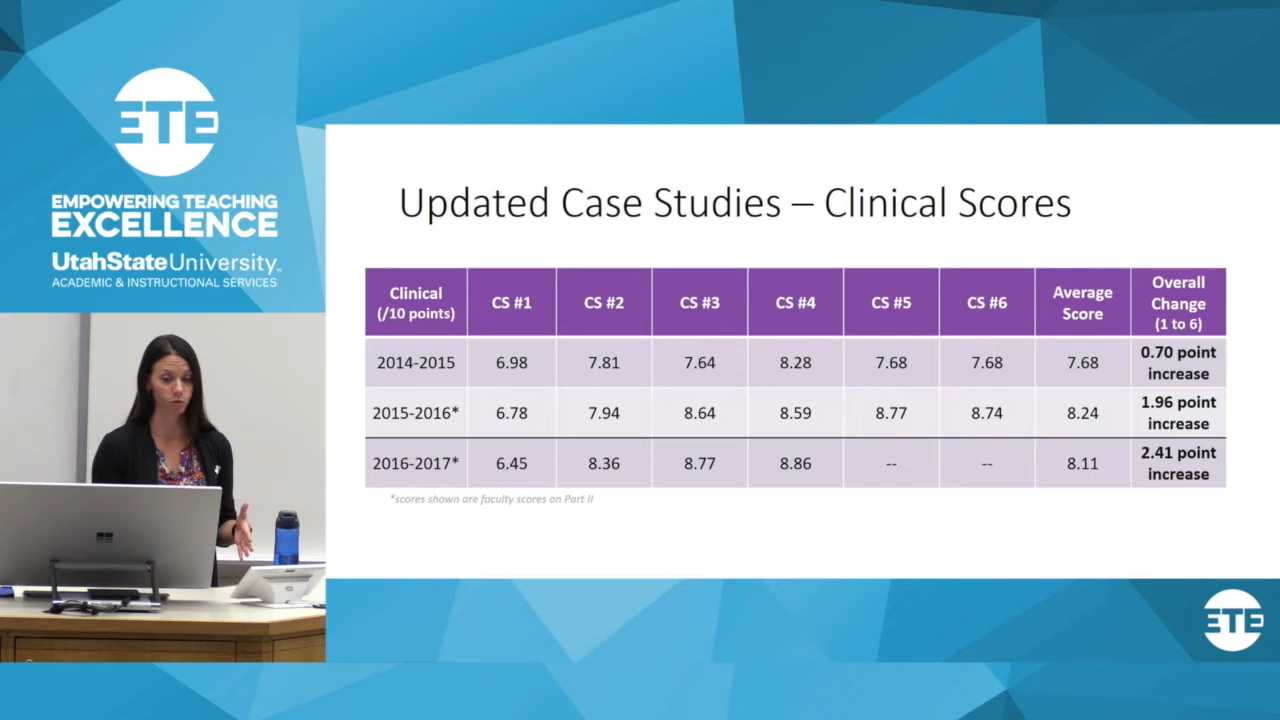 ETE
EMPOWERING TEACHING
EXCELLENCE
UtahStateUniversity
ACADEMIC & INSTRUCTIONAL SERVICES
Updated Case Studies – Clinical Scores
Clinical (/10 points) CS #1 CS #2 CS #3 CS #4 CS #5 CS #6 Average Score Overall Change (1 to 6)
2014-2015 6.98 7.81 7.64 8.28 7.68 7.68 7.68 0.70 point increase
2015-2016* 6.78 7.94 8.64 8.59 8.77 8.74 8.24 1.96 point increase
2016-2017* 6.45 8.36 8.77 8.86 -- -- 8.11 2.41 point increase
*scores shown are faculty scores on Part II
ETE